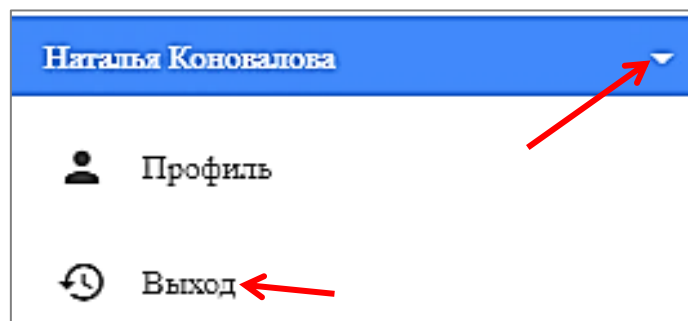 Наталья Коновалова
Профиль
Выход